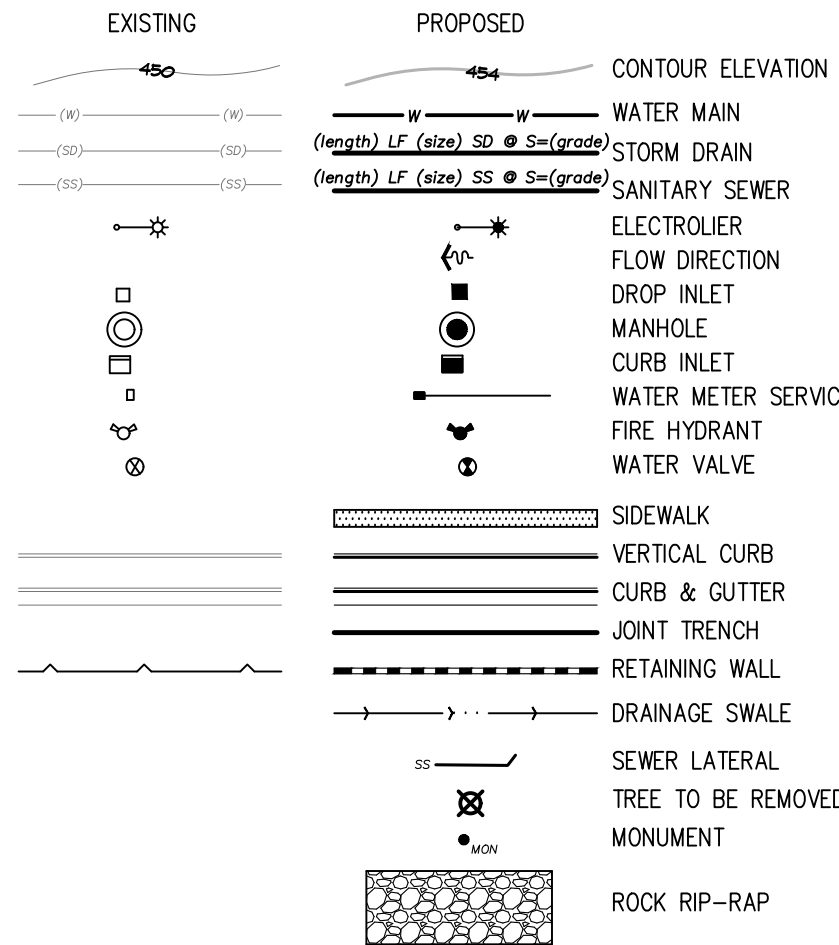 EXISTING PROPOSED
450 454 CONTOUR ELEVATION
(W) (W) W W WATER MAIN
(SD) (SD) (length) LF (size) SD @ S=(grade) STORM DRAIN
(SS) (SS) (length) LF (size) SS @ S=(grade) SANITARY SEWER
ELECTROLIER
FLOW DIRECTION
DROP INLET
MANHOLE
CURB INLET
WATER METER SERVIC
FIRE HYDRANT
WATER VALVE
SIDEWALK
VERTICAL CURB
CURB & GUTTER
JOINT TRENCH
RETAINING WALL
DRAINAGE SWALE
SS SEWER LATERAL
TREE TO BE REMOVED
MON MONUMENT
ROCK RIP-RAP